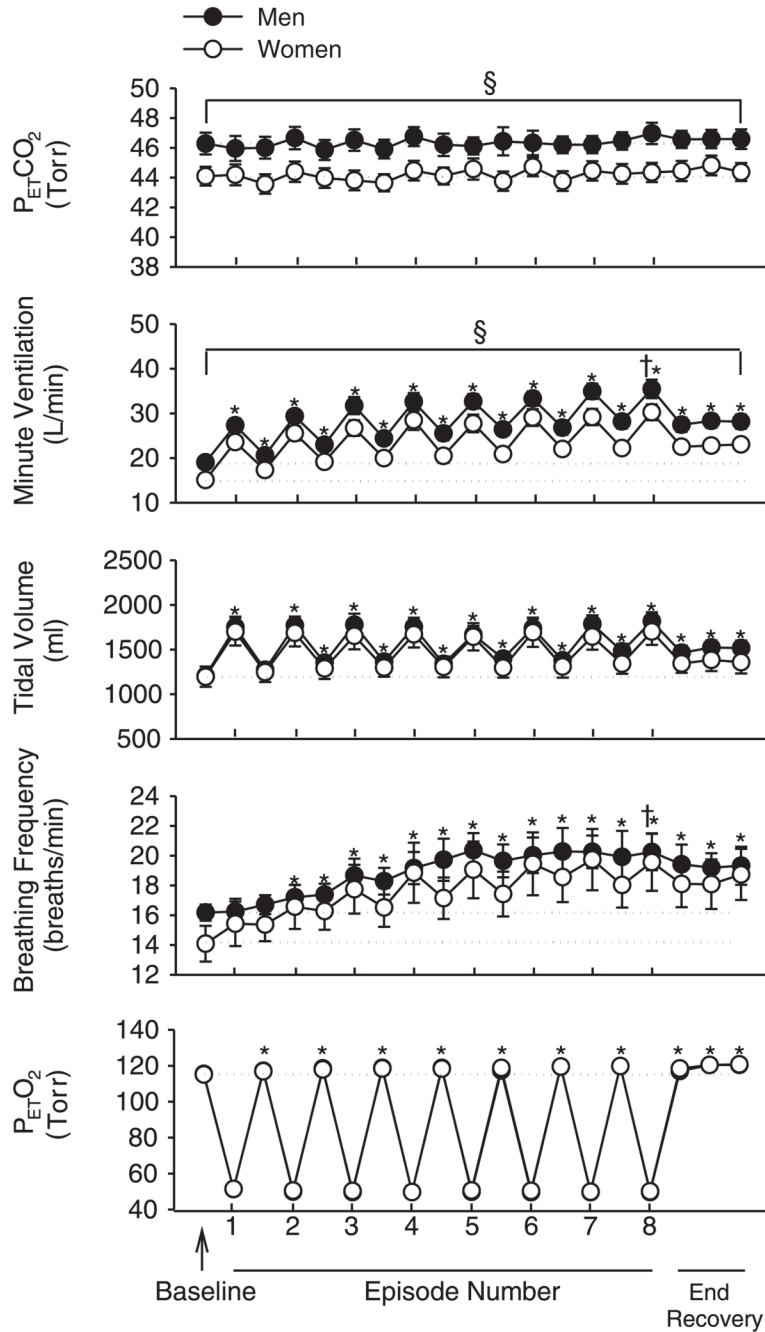 Men
Women
§
50
48
46
44
42
40
38
P_ETCO₂
(Torr)
§
†*
* * * * * * * * * * * * * * * * *
50
40
30
20
10
Minute Ventilation
(L/min)
* * * * * * * * * * * * * * * * *
2500
2000
1500
1000
500
Tidal Volume
(ml)
†*
* * * * * * * * * * * * * * *
24
22
20
18
16
14
12
Breathing Frequency
(breaths/min)
* * * * * * * * * *
140
120
100
80
60
40
P_ETO₂
(Torr)
1 2 3 4 5 6 7 8
Baseline
Episode Number
End
Recovery